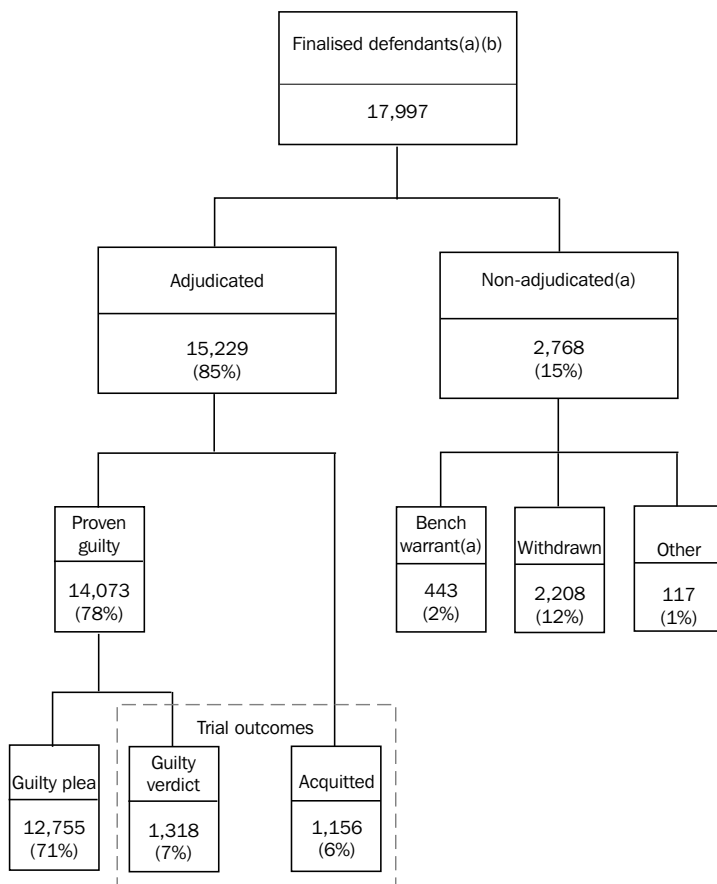 Finalised defendants(a)(b)
17,997
Adjudicated
15,229
(85%)
Non-adjudicated(a)
2,768
(15%)
Proven
guilty
14,073
(78%)
Bench
warrant(a)
443
(2%)
Withdrawn
2,208
(12%)
Other
117
(1%)
Trial outcomes
Guilty plea
12,755
(71%)
Guilty
verdict
1,318
(7%)
Acquitted
1,156
(6%)